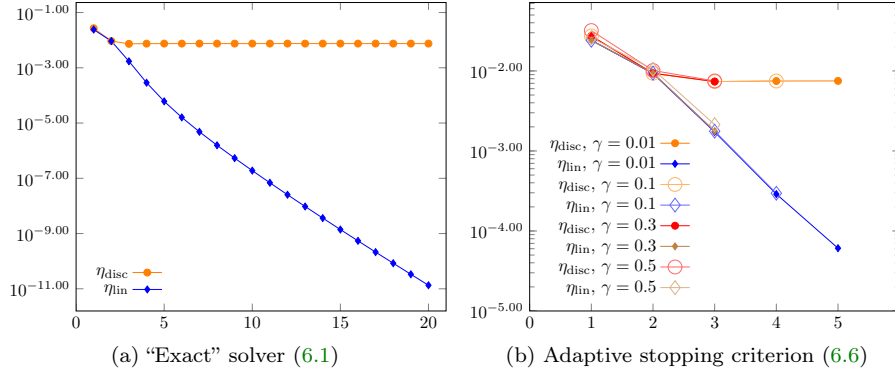 10^−1.00
10^−3.00
10^−5.00
10^−7.00
10^−9.00
10^−11.00
η_disc
η_lin
0 5 10 15 20
(a) “Exact” solver (6.1)
10^−2.00
10^−3.00
10^−4.00
10^−5.00
η_disc, γ = 0.01
η_lin, γ = 0.01
η_disc, γ = 0.1
η_lin, γ = 0.1
η_disc, γ = 0.3
η_lin, γ = 0.3
η_disc, γ = 0.5
η_lin, γ = 0.5
0 1 2 3 4 5
(b) Adaptive stopping criterion (6.6)